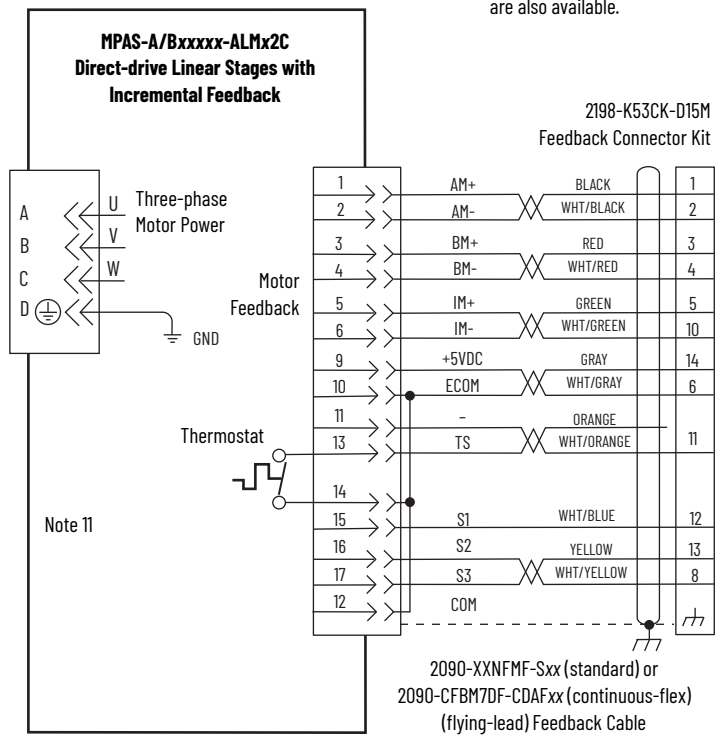 are also available.
MPAS-A/Bxxxxx-ALMx2C
Direct-drive Linear Stages with
Incremental Feedback
2198-K53CK-D15M
Feedback Connector Kit
A U Three-phase
Motor Power
B V
C W
D GND
Motor
Feedback
1 AM+ BLACK 1
2 AM- WHT/BLACK 2
3 BM+ RED 3
4 BM- WHT/RED 4
5 IM+ GREEN 5
6 IM- WHT/GREEN 10
9 +5VDC GRAY 14
10 ECOM WHT/GRAY 6
11 – ORANGE
Thermostat
13 TS WHT/ORANGE 11
14
15 S1 WHT/BLUE 12
Note 11
16 S2 YELLOW 13
17 S3 WHT/YELLOW 8
12 COM
2090-XXNFMF-Sxx (standard) or
2090-CFBM7DF-CDAFxx (continuous-flex)
(flying-lead) Feedback Cable